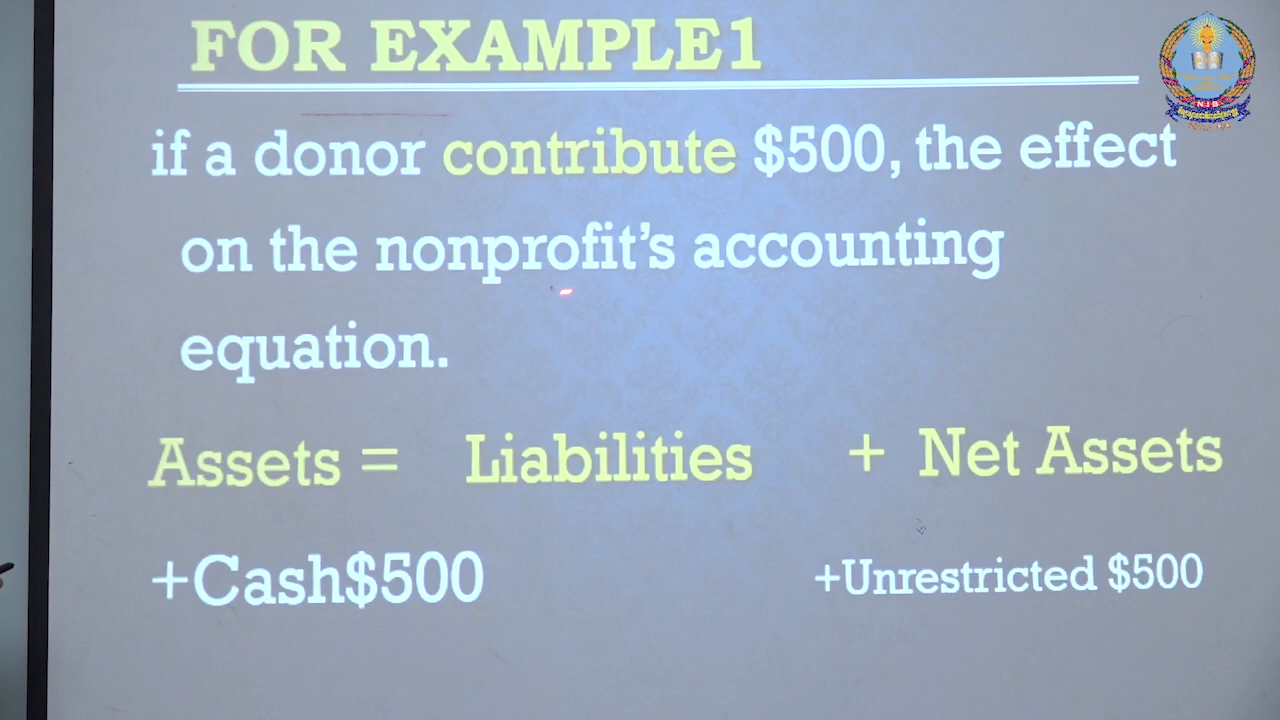 FOR EXAMPLE1
if a donor contribute $500, the effect
on the nonprofit's accounting
equation.
Assets = Liabilities + Net Assets
+Cash$500 +Unrestricted $500
N I B